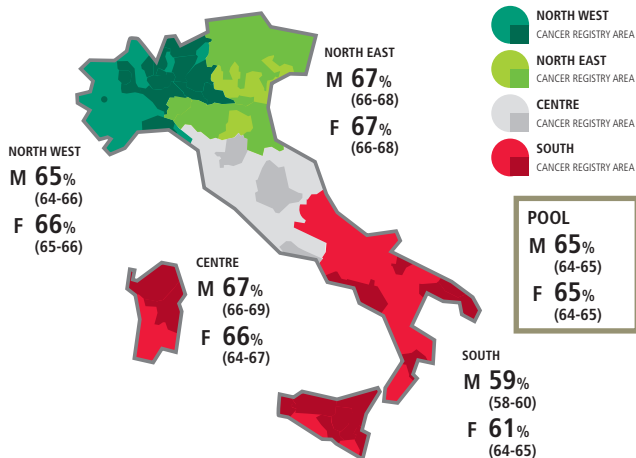 NORTH WEST
CANCER REGISTRY AREA
NORTH EAST
CANCER REGISTRY AREA
CENTRE
CANCER REGISTRY AREA
SOUTH
CANCER REGISTRY AREA
NORTH EAST
M 67%
(66-68)
F 67%
(66-68)
NORTH WEST
M 65%
(64-66)
F 66%
(65-66)
POOL
M 65%
(64-65)
F 65%
(64-65)
CENTRE
M 67%
(66-69)
F 66%
(64-67)
SOUTH
M 59%
(58-60)
F 61%
(64-65)